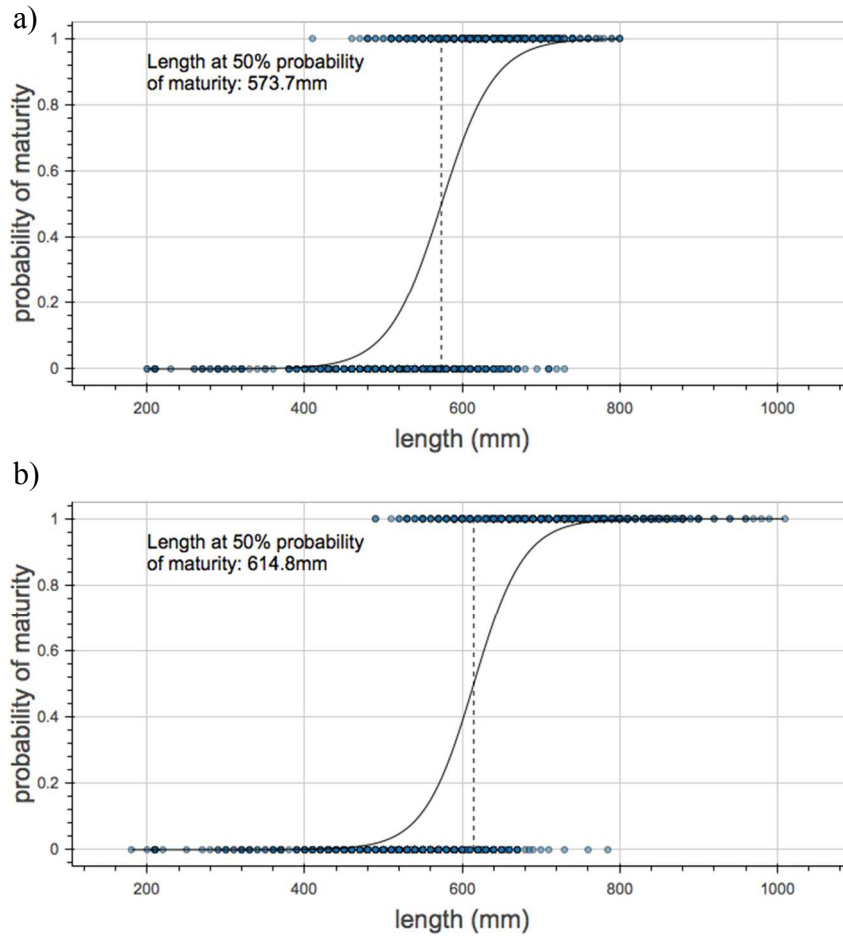 a)
Length at 50% probability
of maturity: 573.7mm
probability of maturity
1
0.8
0.6
0.4
0.2
0
200 400 600 800 1000
length (mm)
b)
Length at 50% probability
of maturity: 614.8mm
probability of maturity
1
0.8
0.6
0.4
0.2
0
200 400 600 800 1000
length (mm)